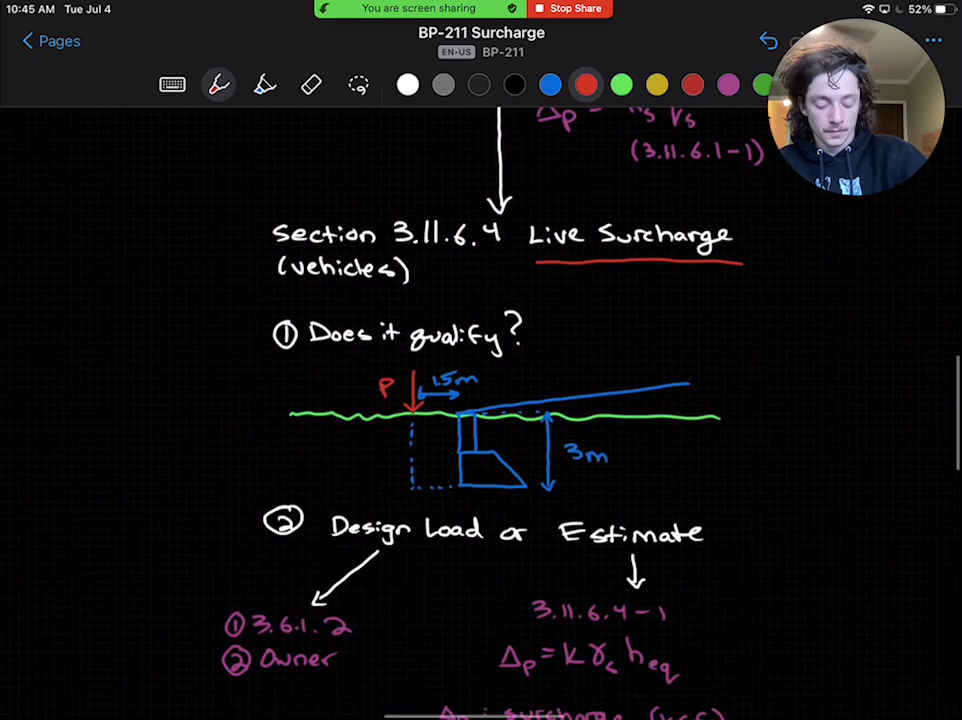 10:45 AM Tue Jul 4
You are screen sharing
Stop Share
52%
Pages
BP-211 Surcharge
EN-US BP-211
(3.11.6.1-1)
Section 3.11.6.4 Live Surcharge
(vehicles)
① Does it qualify?
P 1.5m
3m
② Design Load or Estimate
① 3.6.1.2
② Owner
3.11.6.4-1
Δp = k γs heq